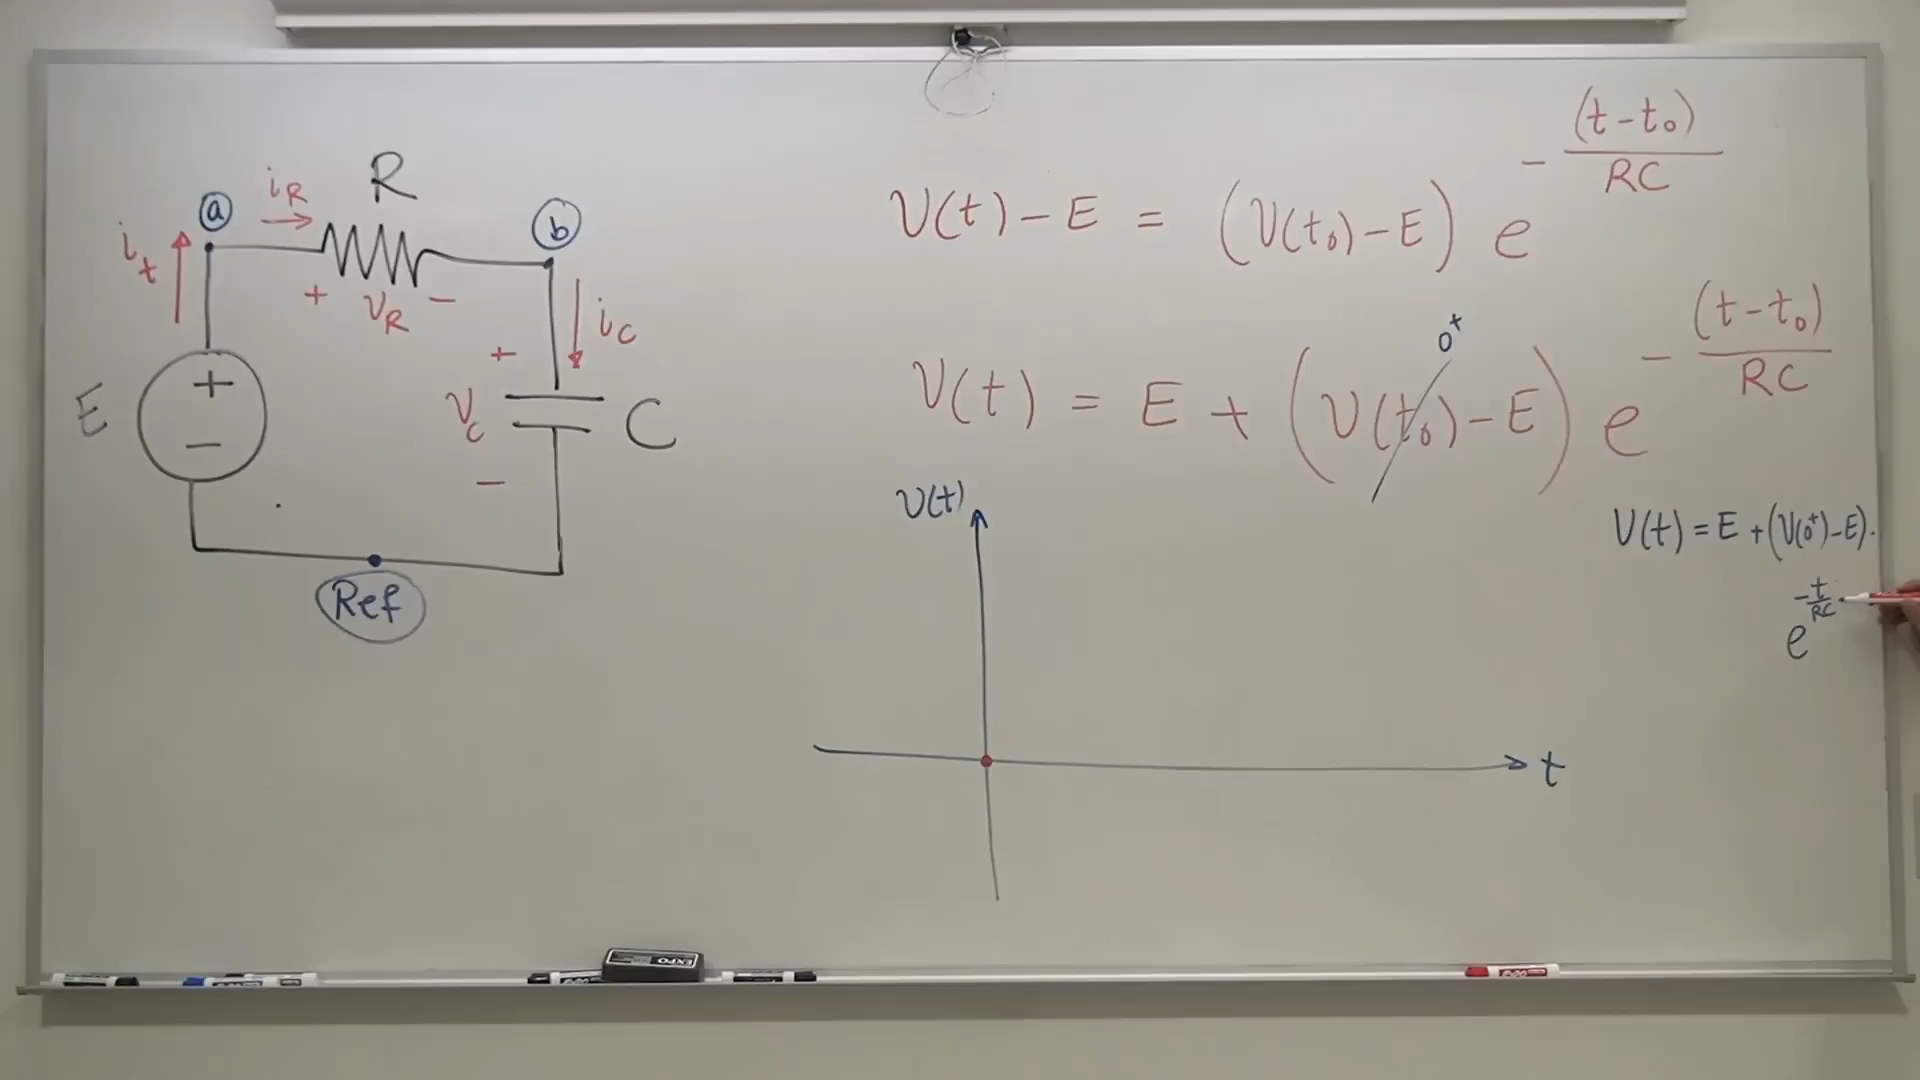 R
i_R
a
b
i_t
+ V_R −
i_C
+
E
+
−
V_C
C
−
Ref
V(t) − E = (V(t₀) − E) e^{−(t−t₀)/RC}
0⁺
V(t) = E + (V(t₀) − E) e^{−(t−t₀)/RC}
V(t)
V(t) = E + (V(0⁺) − E).
e^{−t/RC}
t
EXPO